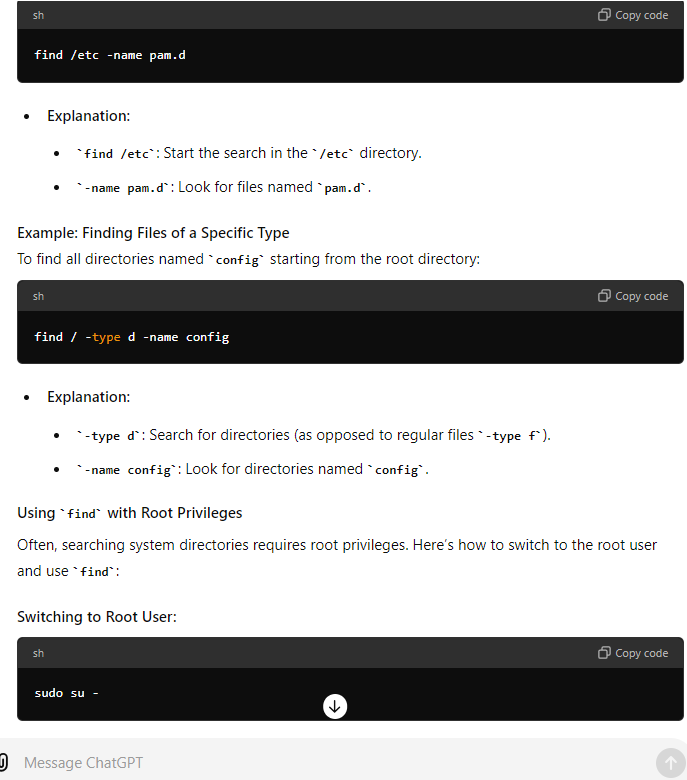 sh Copy code
find /etc -name pam.d
• Explanation:
• `find /etc`: Start the search in the `/etc` directory.
• `-name pam.d`: Look for files named `pam.d`.
Example: Finding Files of a Specific Type
To find all directories named `config` starting from the root directory:
sh Copy code
find / -type d -name config
• Explanation:
• `-type d`: Search for directories (as opposed to regular files `-type f`).
• `-name config`: Look for directories named `config`.
Using `find` with Root Privileges
Often, searching system directories requires root privileges. Here’s how to switch to the root user
and use `find`:
Switching to Root User:
sh Copy code
sudo su -
Message ChatGPT